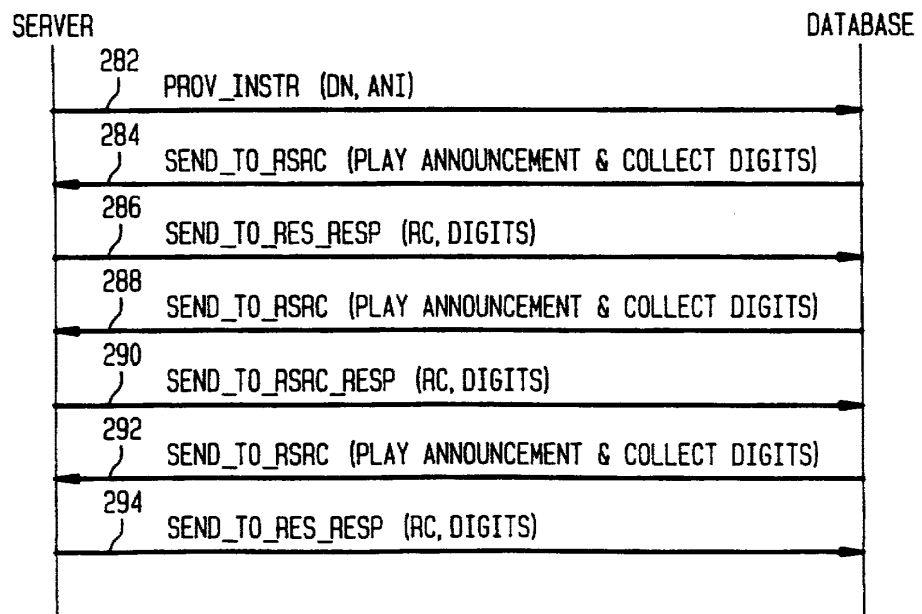 SERVER DATABASE
282
PROV_INSTR (DN, ANI)
284
SEND_TO_RSRC (PLAY ANNOUNCEMENT & COLLECT DIGITS)
286
SEND_TO_RES_RESP (RC, DIGITS)
288
SEND_TO_RSRC (PLAY ANNOUNCEMENT & COLLECT DIGITS)
290
SEND_TO_RSRC_RESP (RC, DIGITS)
292
SEND_TO_RSRC (PLAY ANNOUNCEMENT & COLLECT DIGITS)
294
SEND_TO_RES_RESP (RC, DIGITS)